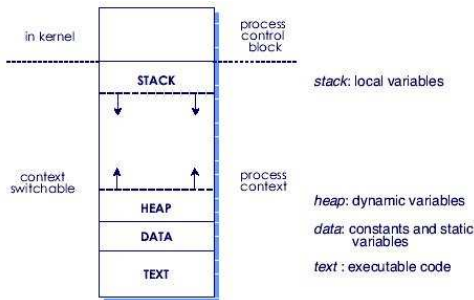 in kernel
process
control
block
STACK
stack: local variables
context
switchable
process
context
HEAP
heap: dynamic variables
DATA
data: constants and static
variables
TEXT
text : executable code